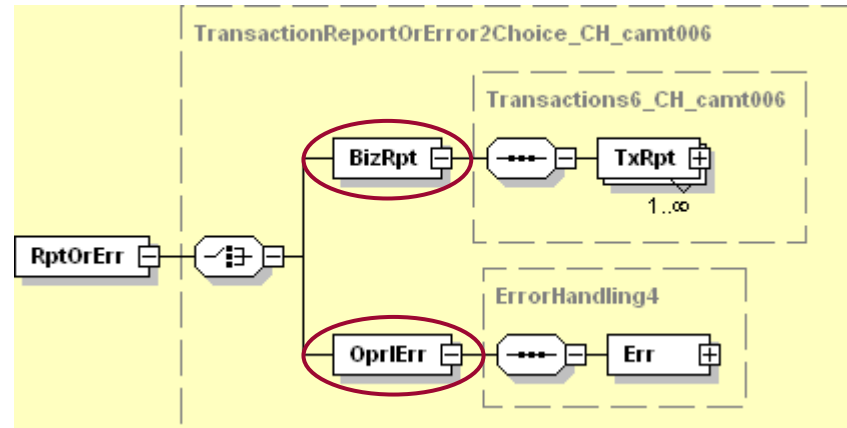 TransactionReportOrError2Choice_CH_camt006
Transactions6_CH_camt006
BizRpt
TxRpt
1..∞
RptOrErr
ErrorHandling4
OprlErr
Err